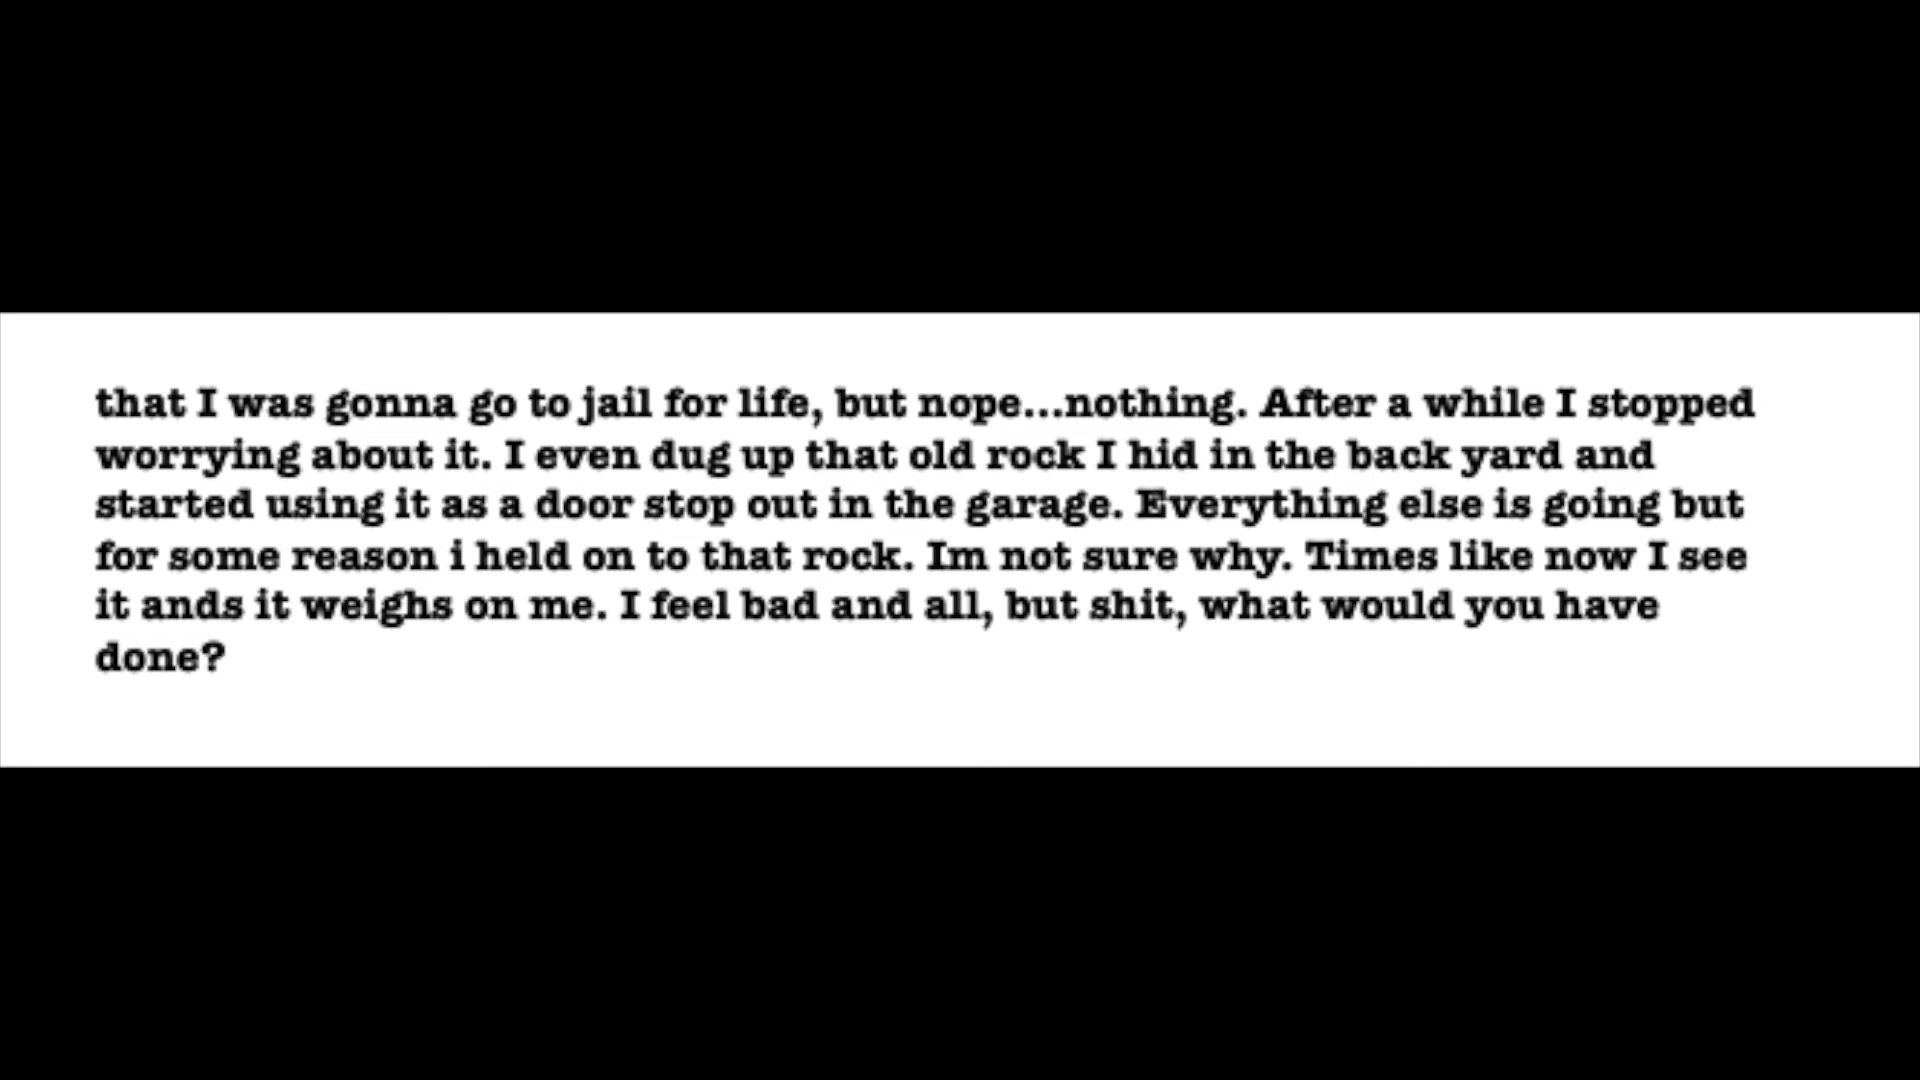 that I was gonna go to jail for life, but nope...nothing. After a while I stopped
worrying about it. I even dug up that old rock I hid in the back yard and
started using it as a door stop out in the garage. Everything else is going but
for some reason i held on to that rock. Im not sure why. Times like now I see
it ands it weighs on me. I feel bad and all, but shit, what would you have
done?